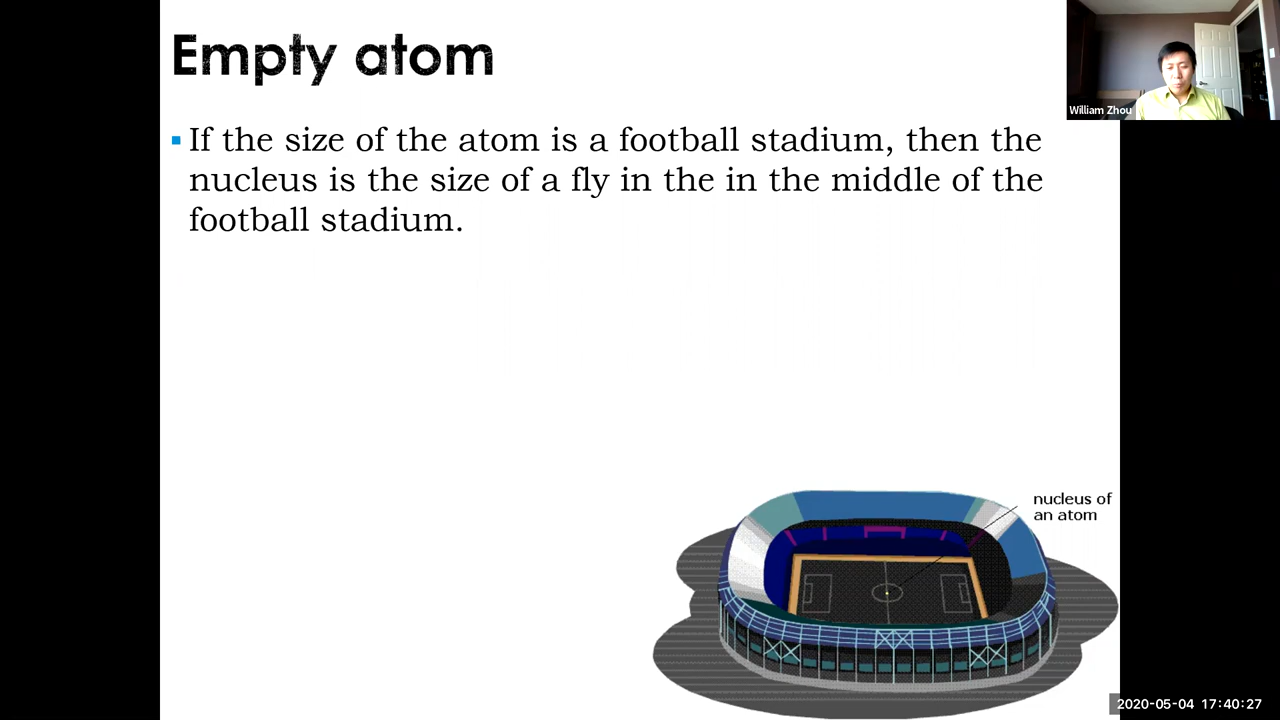 Empty atom
William Zhou
If the size of the atom is a football stadium, then the
nucleus is the size of a fly in the in the middle of the
football stadium.
nucleus of
an atom
2020-05-04 17:40:27